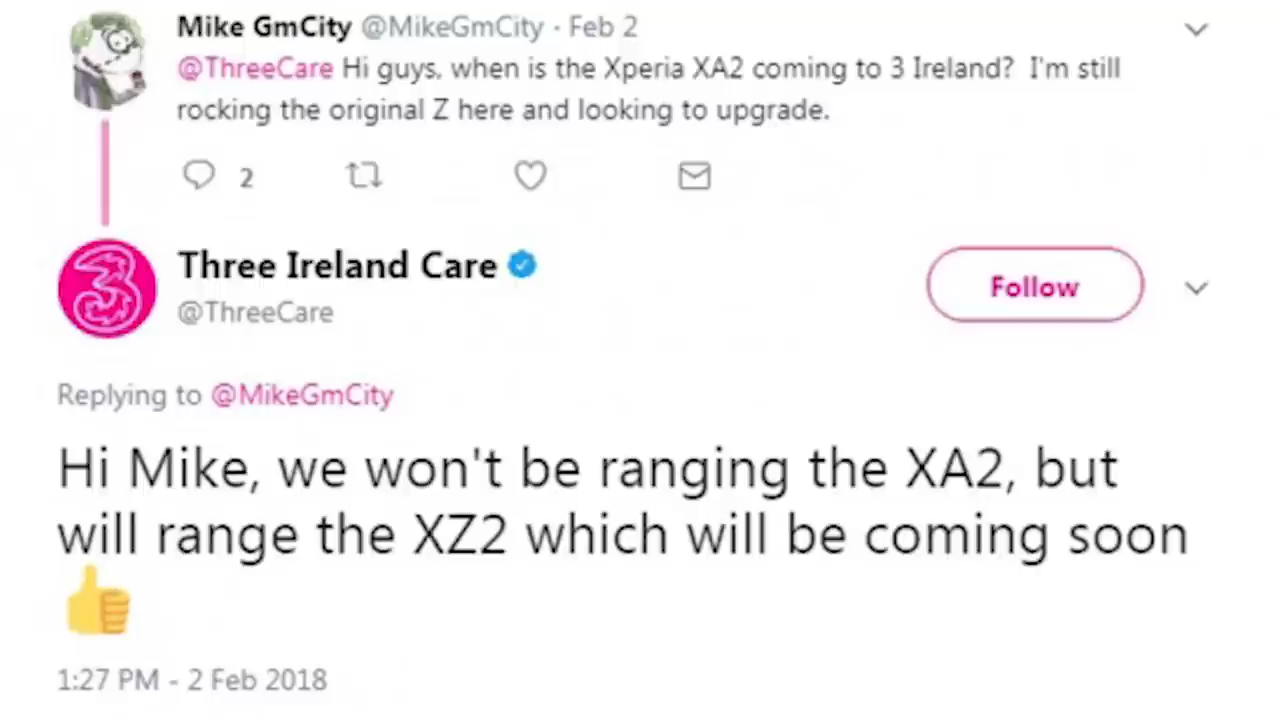 Mike GmCity @MikeGmCity · Feb 2
@ThreeCare Hi guys, when is the Xperia XA2 coming to 3 Ireland? I'm still
rocking the original Z here and looking to upgrade.
2
3
Three Ireland Care
Follow
@ThreeCare
Replying to @MikeGmCity
Hi Mike, we won't be ranging the XA2, but
will range the XZ2 which will be coming soon
👍
1:27 PM - 2 Feb 2018